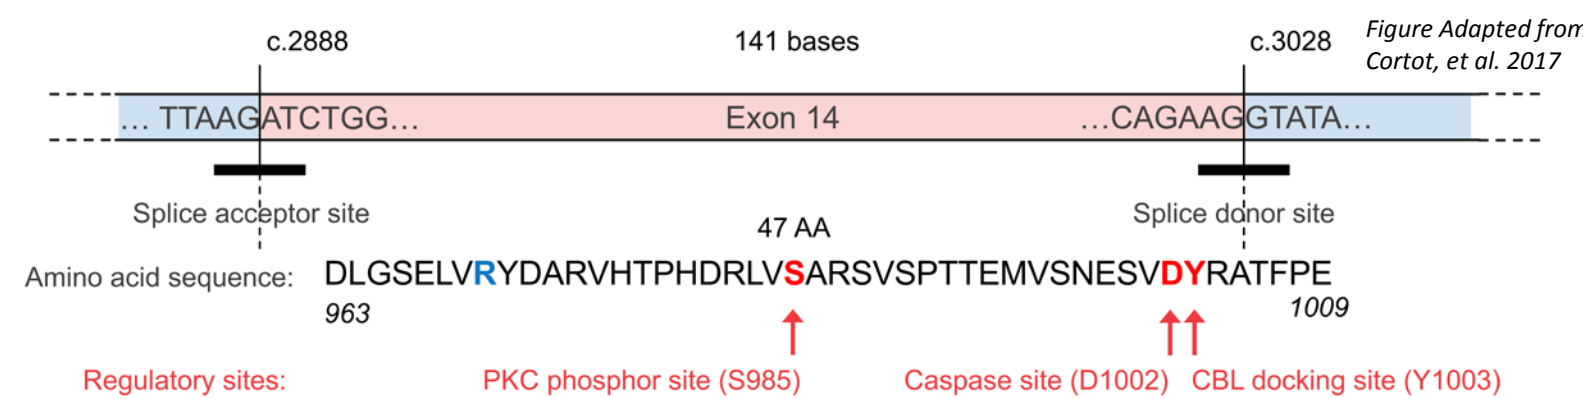 c.2888
141 bases
c.3028
Figure Adapted from
Cortot, et al. 2017
... TTAAGATCTGG...
Exon 14
...CAGAAGGTATA...
Splice acceptor site
Splice donor site
47 AA
Amino acid sequence: DLGSELVRYDARVHTPHDRLVSARSVSPTTEMVSNESVDYRATFPE
963
1009
Regulatory sites:
PKC phosphor site (S985)
Caspase site (D1002)
CBL docking site (Y1003)